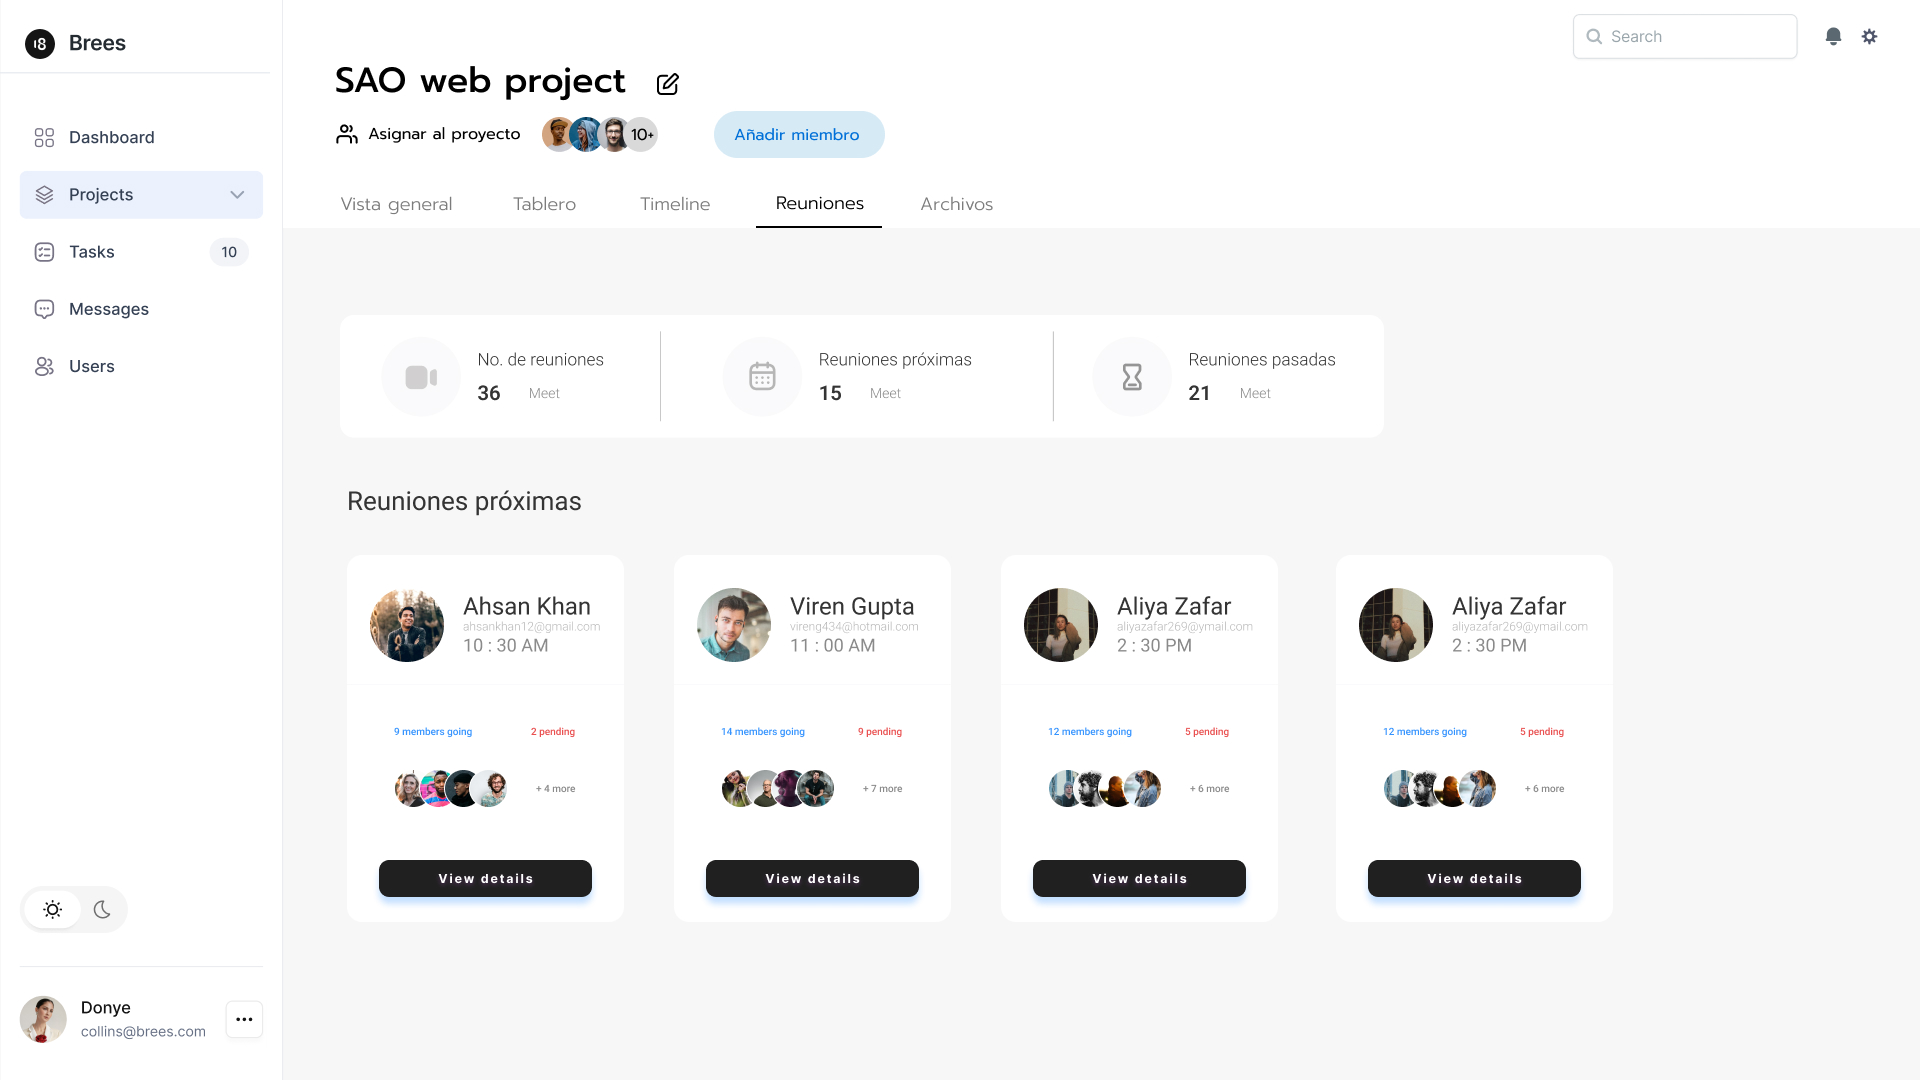 Brees
Dashboard
Projects
Tasks 10
Messages
Users
Donye
collins@brees.com
Search
SAO web project
Asignar al proyecto 10+ Añadir miembro
Vista general Tablero Timeline Reuniones Archivos
No. de reuniones
36 Meet
Reuniones próximas
15 Meet
Reuniones pasadas
21 Meet
Reuniones próximas
Ahsan Khan
ahsankhan12@gmail.com
10 : 30 AM
9 members going 2 pending
+ 4 more
View details
Viren Gupta
vireng434@hotmail.com
11 : 00 AM
14 members going 9 pending
+ 7 more
View details
Aliya Zafar
aliyazafar269@ymail.com
2 : 30 PM
12 members going 5 pending
+ 6 more
View details
Aliya Zafar
aliyazafar269@ymail.com
2 : 30 PM
12 members going 5 pending
+ 6 more
View details